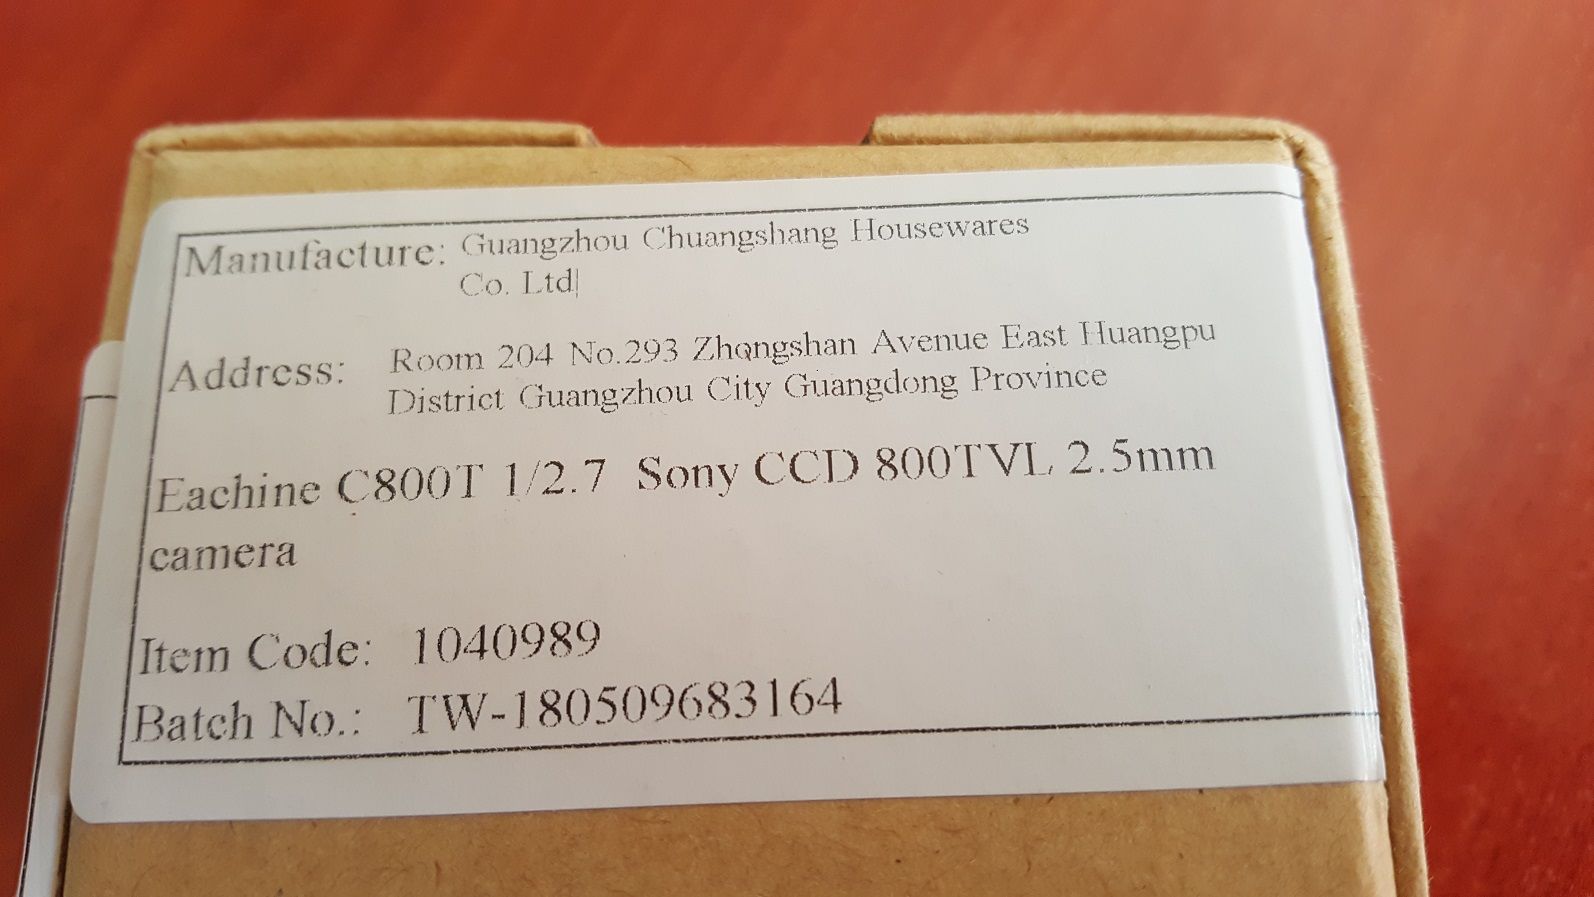 Manufacture: Guangzhou Chuangshang Housewares
Co. Ltd
Address: Room 204 No.293 Zhongshan Avenue East Huangpu
District Guangzhou City Guangdong Province
Eachine C800T 1/2.7 Sony CCD 800TVL 2.5mm
camera
Item Code: 1040989
Batch No.: TW-180509683164